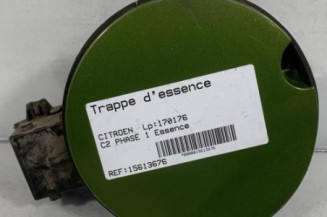 Trappe d'essence
CITROEN Lp:170176
C2 PHASE 1 Essence
REF:15613676